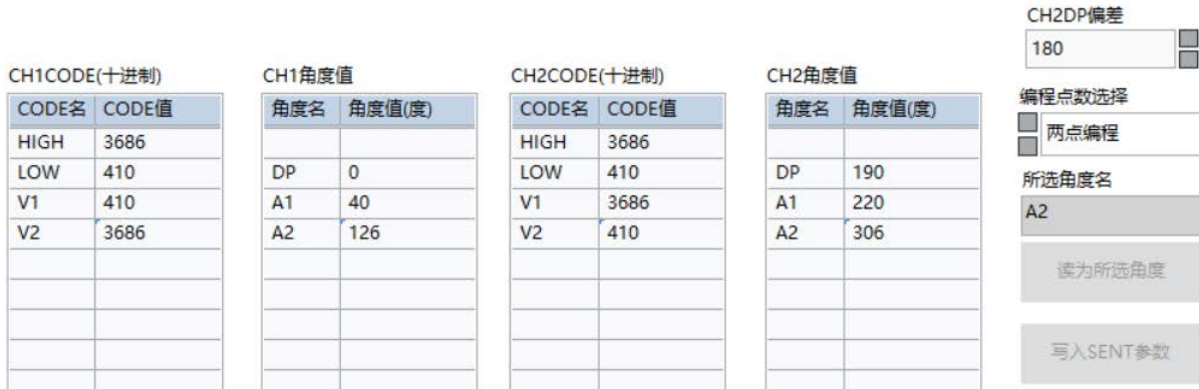 CH2DP偏差
180
CH1CODE(十进制) CH1角度值 CH2CODE(十进制) CH2角度值
编程点数选择
CODE名 CODE值 角度名 角度值(度) CODE名 CODE值 角度名 角度值(度)
两点编程
HIGH 3686 HIGH 3686
LOW 410 DP 0 LOW 410 DP 190
所选角度名
V1 410 A1 40 V1 3686 A1 220
A2
V2 3686 A2 126 V2 410 A2 306
读为所选角度
写入SENT参数